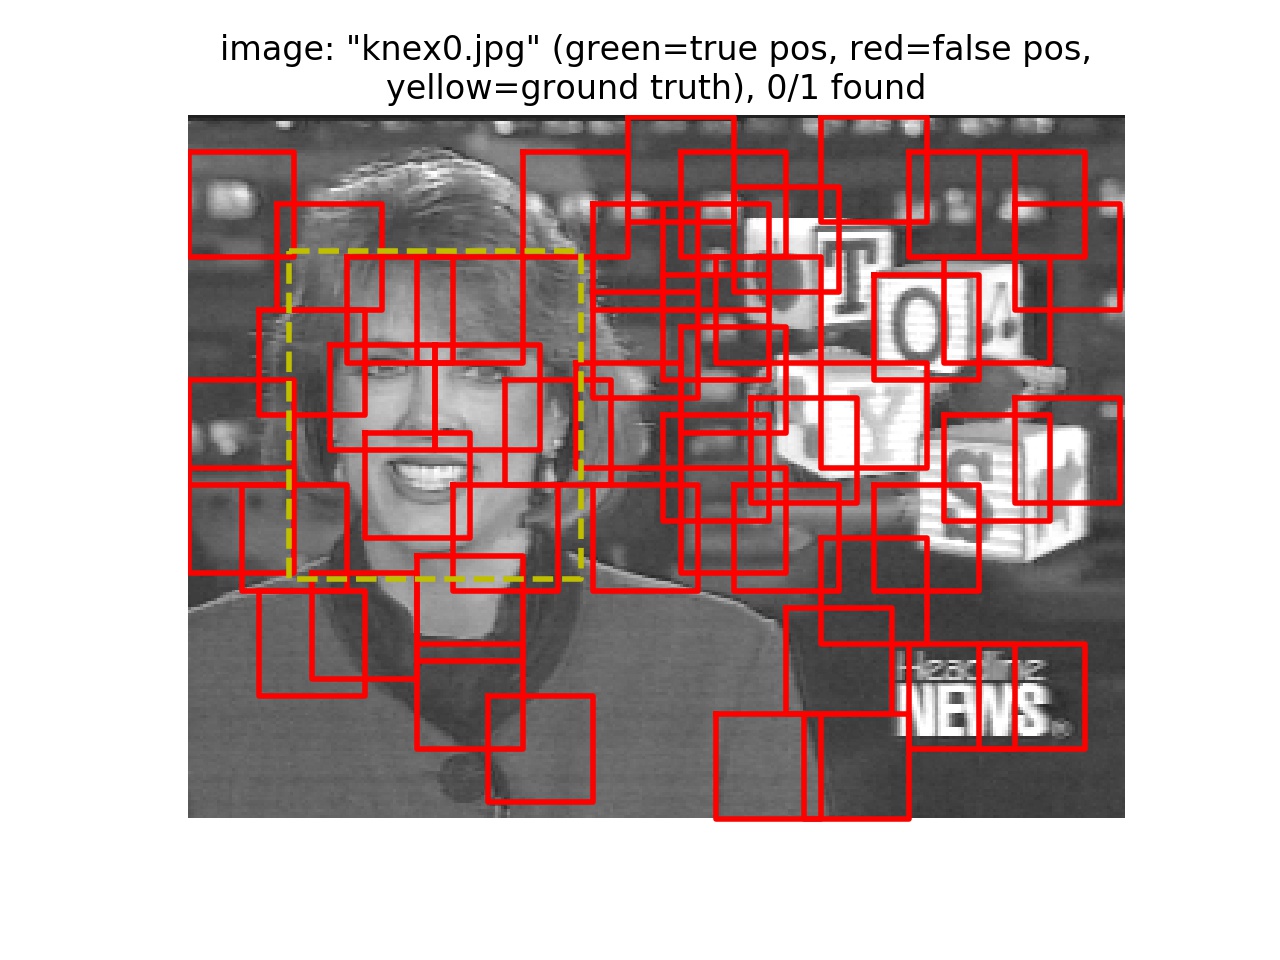 image: "knex0.jpg" (green=true pos, red=false pos,
yellow=ground truth), 0/1 found
T
O
Y
S
Headline
NEWS®